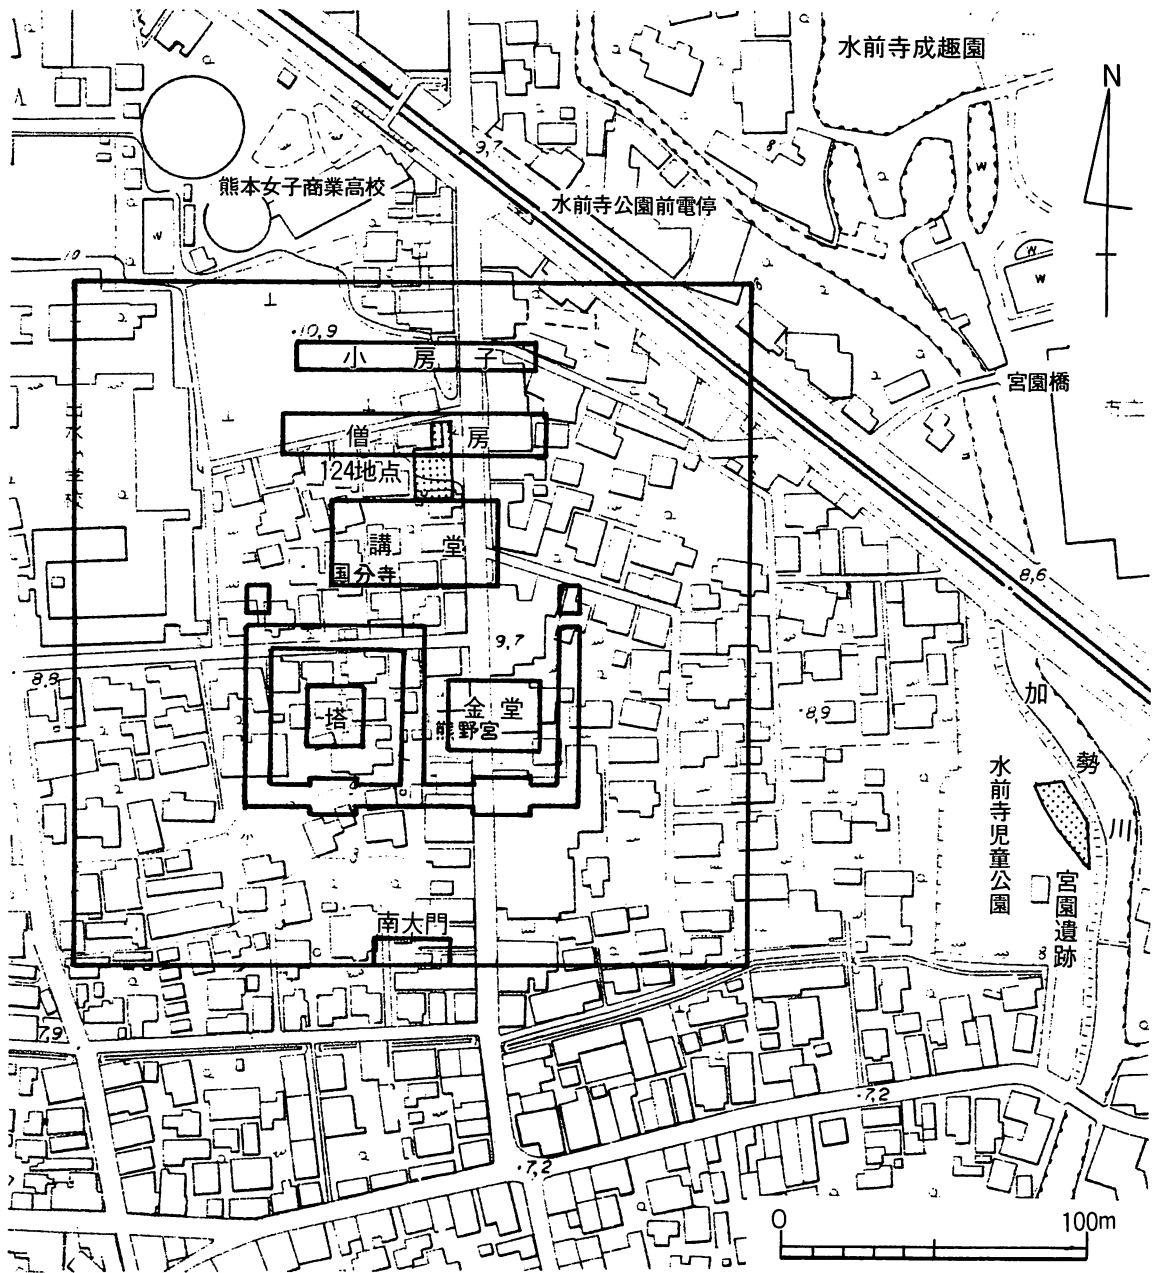 水前寺成趣園
N
9,7
8
熊本女子商業高校
水前寺公園前電停
W
W
W
W
10
8
10,9
小房子
宮園橋
僧房
124地点
講堂
国分寺
8,6
9,7
8,8
塔
金堂
熊野宮
8,9
加勢川
水前寺児童公園
宮園遺跡
南大門
8
7,9
7,2
7,2
0 100m